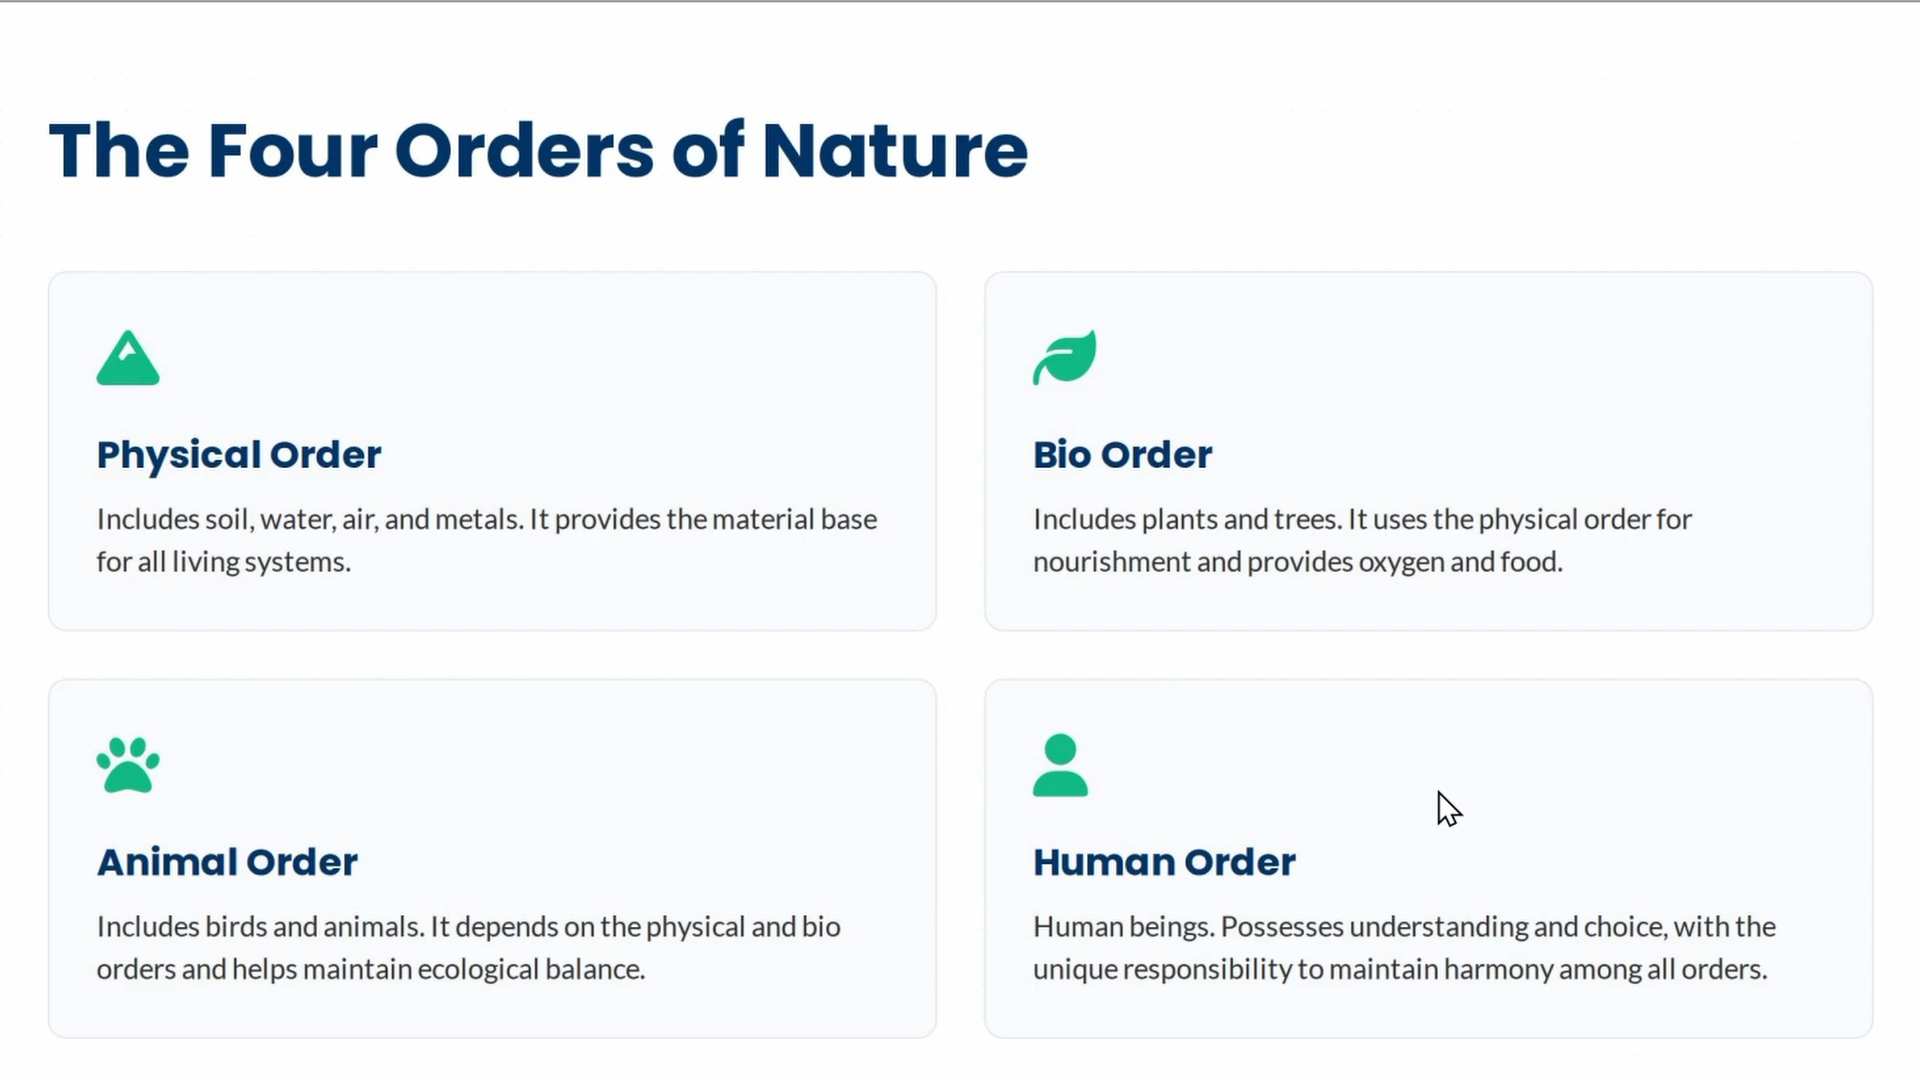 The Four Orders of Nature
Physical Order
Includes soil, water, air, and metals. It provides the material base
for all living systems.
Bio Order
Includes plants and trees. It uses the physical order for
nourishment and provides oxygen and food.
Animal Order
Includes birds and animals. It depends on the physical and bio
orders and helps maintain ecological balance.
Human Order
Human beings. Possesses understanding and choice, with the
unique responsibility to maintain harmony among all orders.